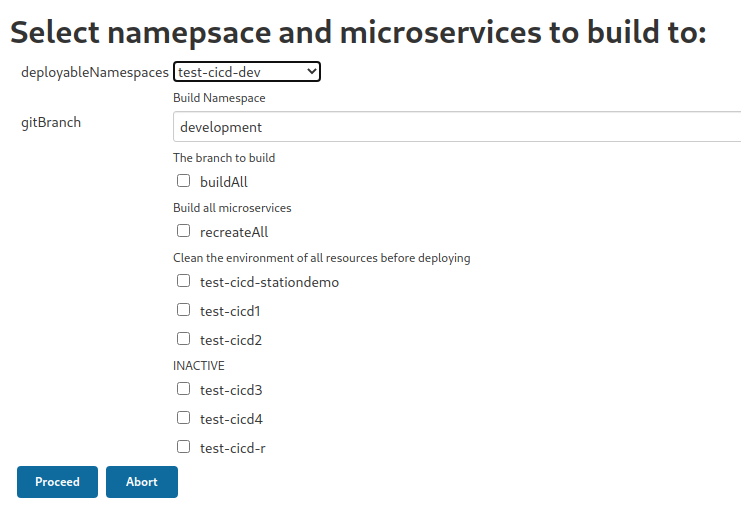 Select namepsace and microservices to build to:
deployableNamespaces test-cicd-dev
Build Namespace
gitBranch development
The branch to build
buildAll
Build all microservices
recreateAll
Clean the environment of all resources before deploying
test-cicd-stationdemo
test-cicd1
test-cicd2
INACTIVE
test-cicd3
test-cicd4
test-cicd-r
Proceed Abort